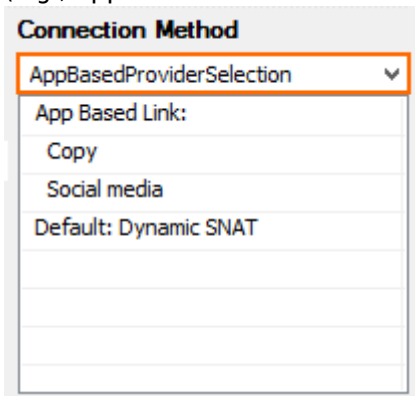 Connection Method
AppBasedProviderSelection
App Based Link:
Copy
Social media
Default: Dynamic SNAT